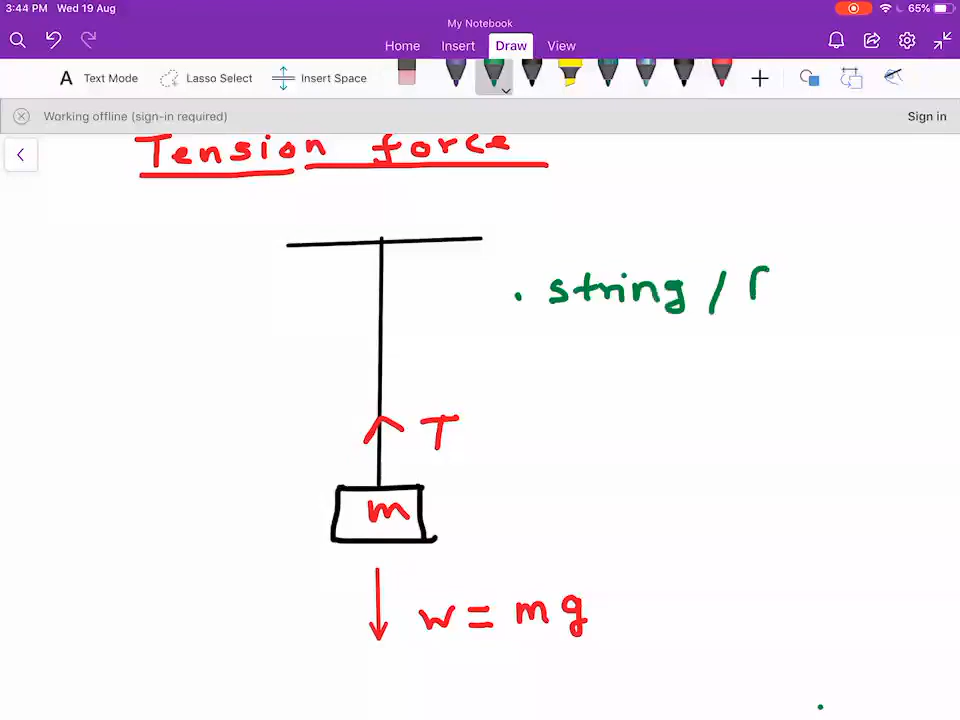 3:44 PM Wed 19 Aug
65%
My Notebook
Home Insert Draw View
A Text Mode Lasso Select Insert Space
Working offline (sign-in required) Sign in
Tension force
. string /
T
m
w = mg